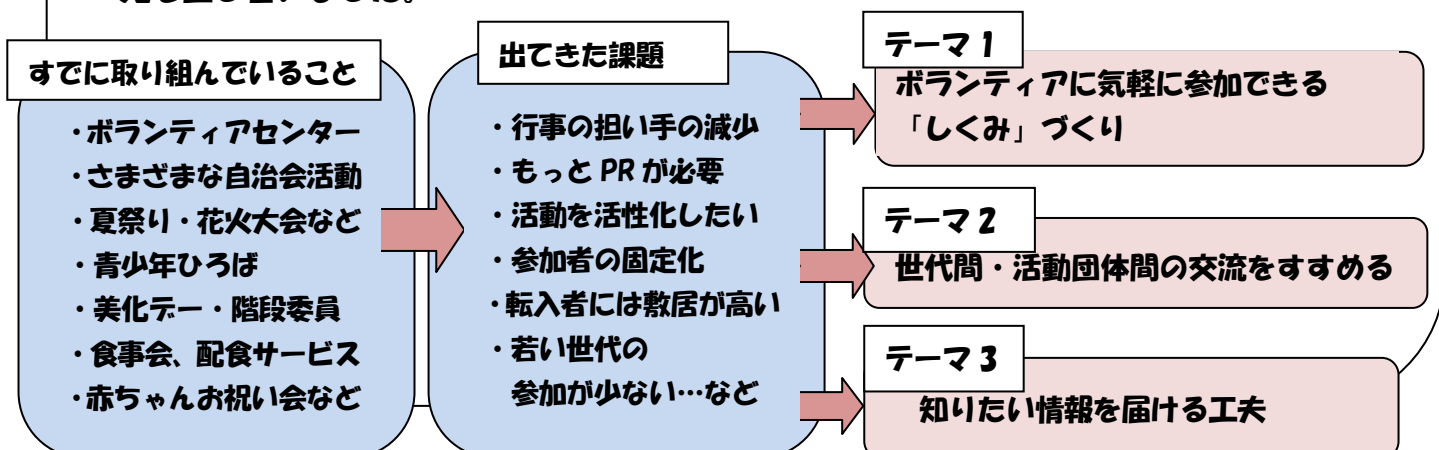 すでに取り組んでいること
・ボランティアセンター
・さまざまな自治会活動
・夏祭り・花火大会など
・青少年ひろば
・美化デー・階段委員
・食事会、配食サービス
・赤ちゃんお祝い会など
出てきた課題
・行事の担い手の減少
・もっとPRが必要
・活動を活性化したい
・参加者の固定化
・転入者には敷居が高い
・若い世代の
参加が少ない…など
テーマ1
ボランティアに気軽に参加できる
「しくみ」づくり
テーマ2
世代間・活動団体間の交流をすすめる
テーマ3
知りたい情報を届ける工夫